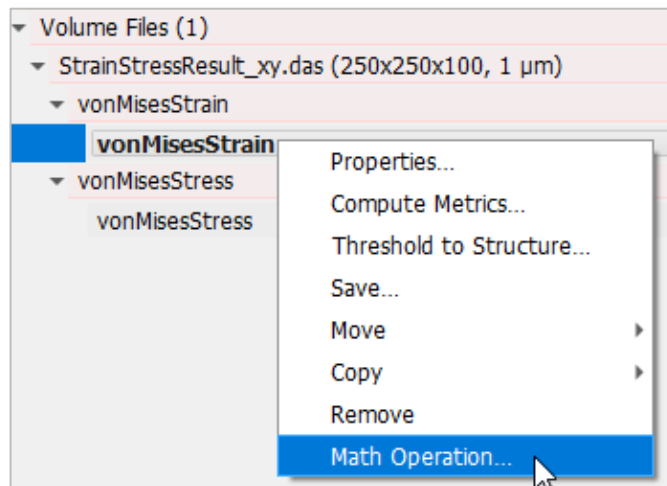 Volume Files (1)
StrainStressResult_xy.das (250x250x100, 1 µm)
vonMisesStrain
vonMisesStrain
vonMisesStress
vonMisesStress
Properties...
Compute Metrics...
Threshold to Structure...
Save...
Move
Copy
Remove
Math Operation...